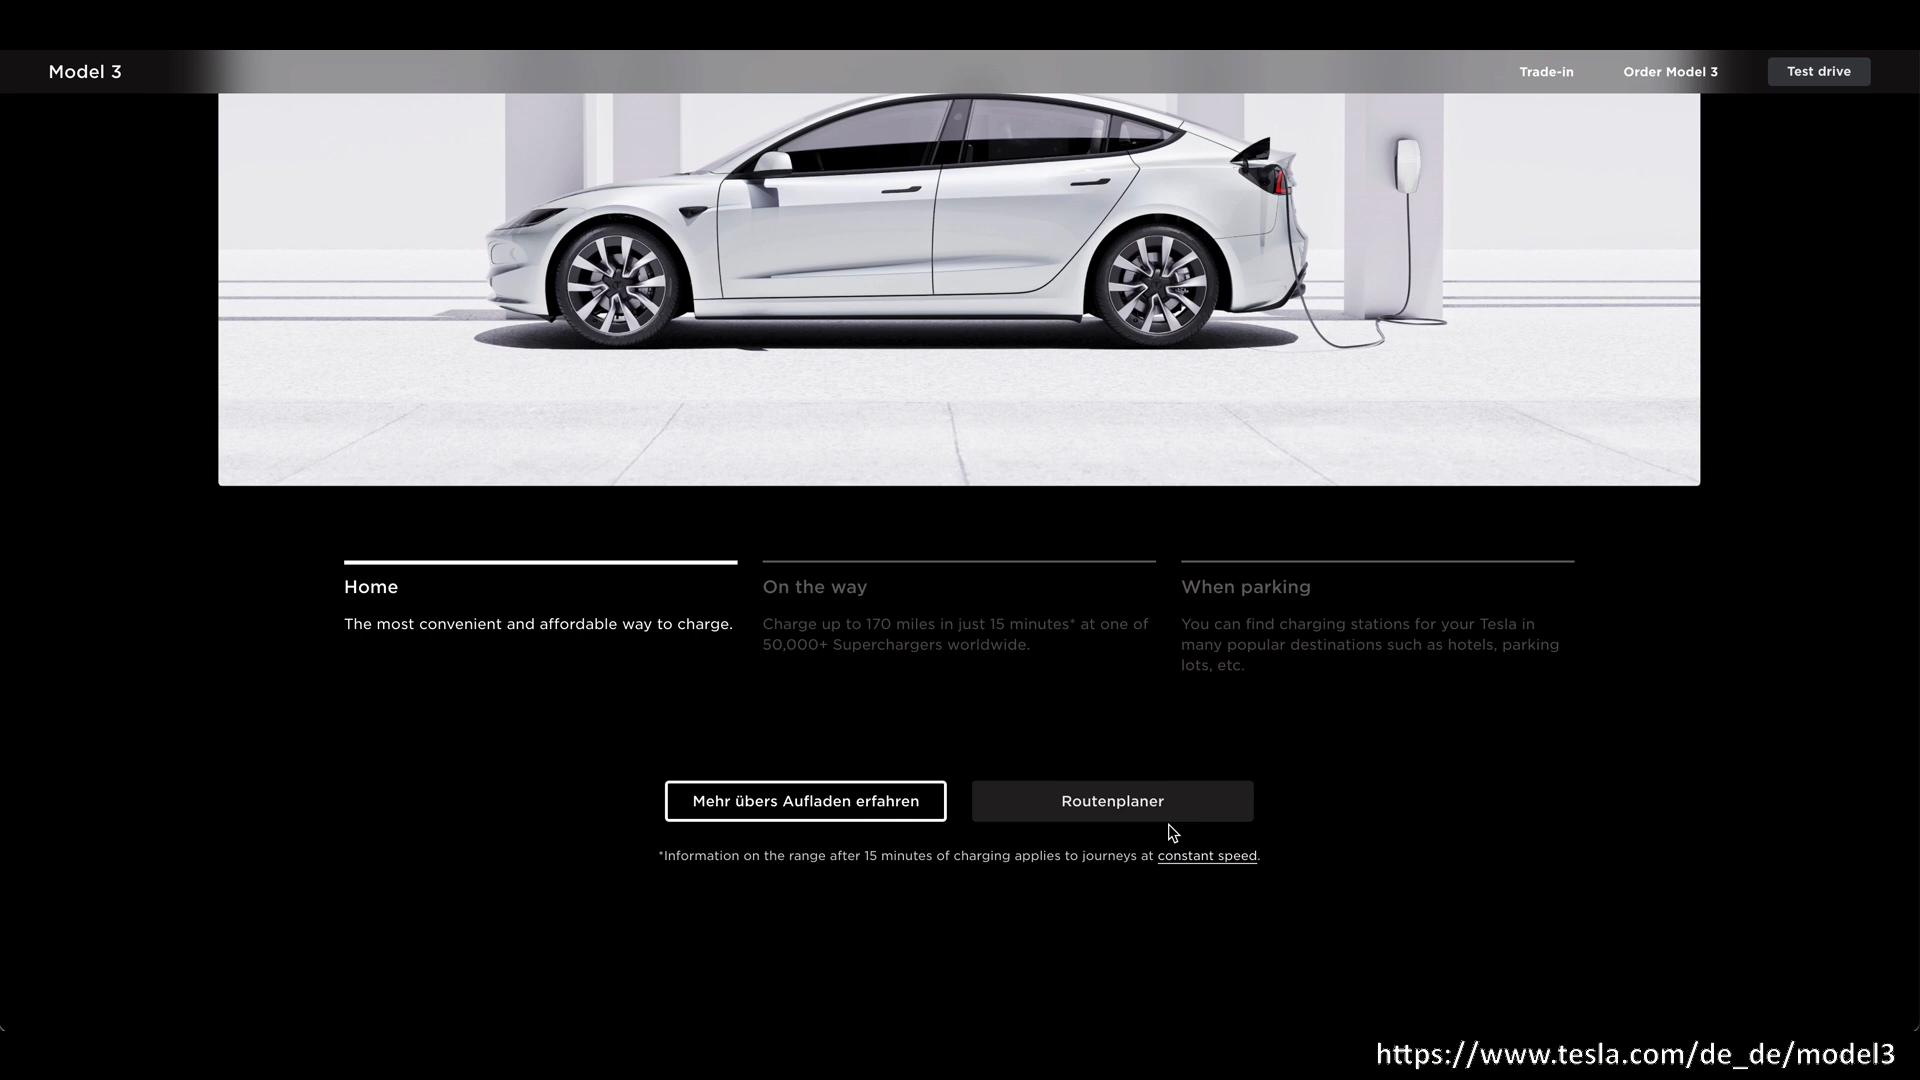 Model 3
Trade-in
Order Model 3
Test drive
Home
The most convenient and affordable way to charge.
On the way
Charge up to 170 miles in just 15 minutes* at one of
50,000+ Superchargers worldwide.
When parking
You can find charging stations for your Tesla in
many popular destinations such as hotels, parking
lots, etc.
Mehr übers Aufladen erfahren
Routenplaner
*Information on the range after 15 minutes of charging applies to journeys at constant speed.
https://www.tesla.com/de_de/model3